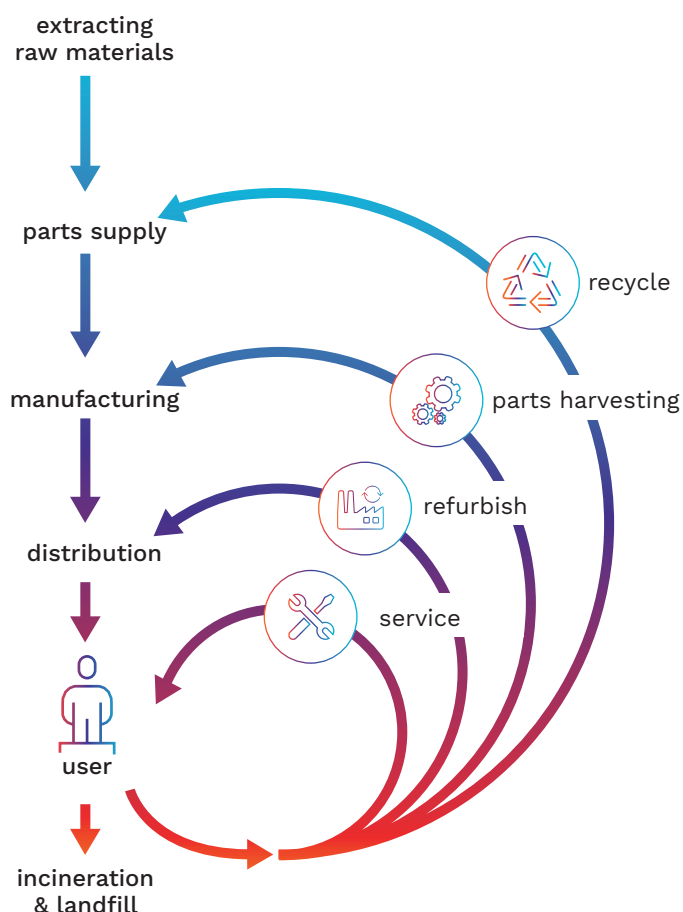 extracting
raw materials
parts supply
recycle
manufacturing
parts harvesting
refurbish
distribution
service
user
incineration
& landfill